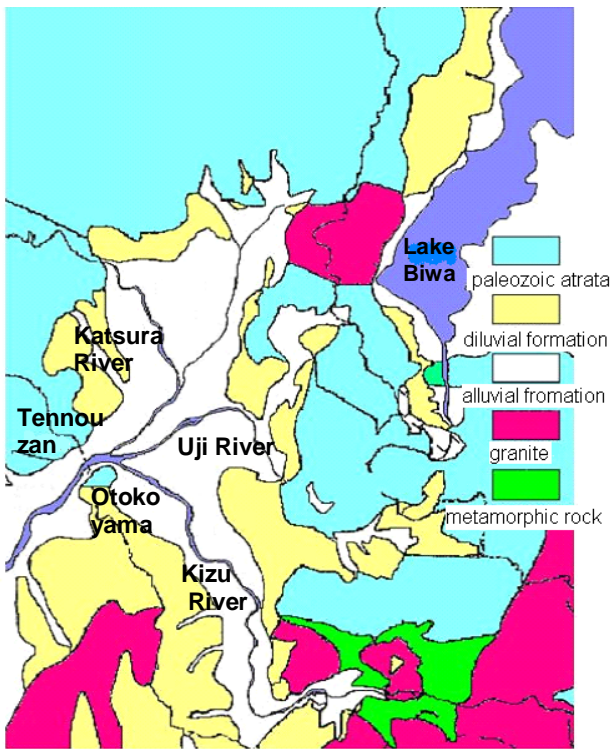 Lake
Biwa
paleozoic atrata
diluvial formation
Katsura
River
alluvial fromation
Tennou
zan
Uji River
granite
Otoko
yama
metamorphic rock
Kizu
River